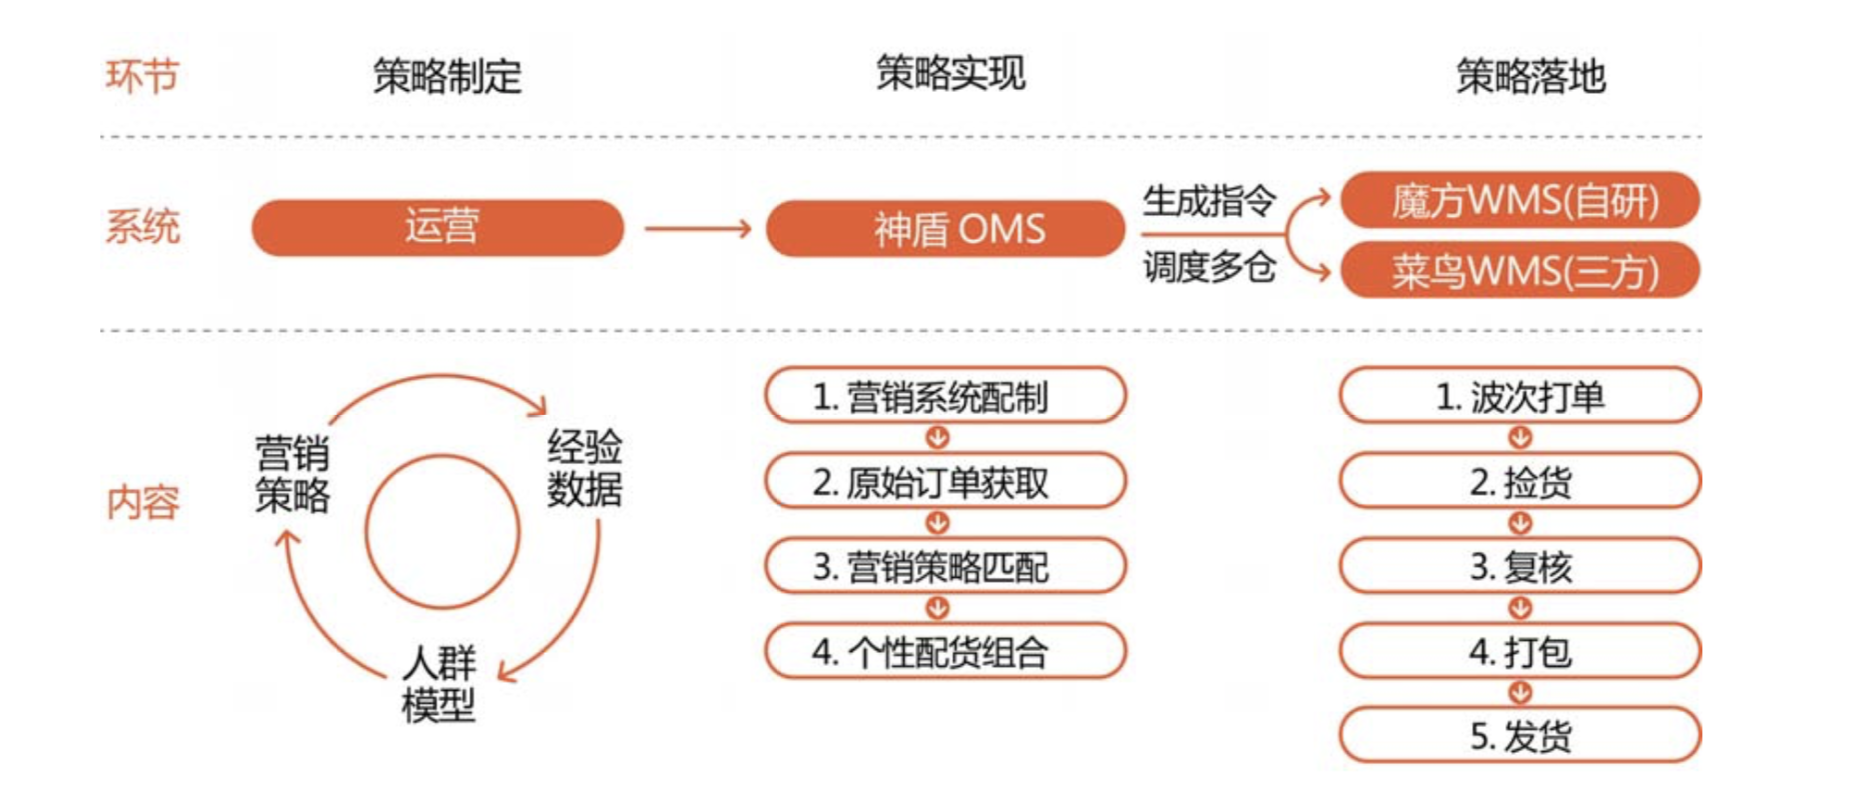 环节
策略制定
策略实现
策略落地
系统
运营
神盾 OMS
生成指令
调度多仓
魔方WMS(自研)
菜鸟WMS(三方)
内容
营销
策略
经验
数据
人群
模型
1. 营销系统配制
2. 原始订单获取
3. 营销策略匹配
4. 个性配货组合
1. 波次打单
2. 捡货
3. 复核
4. 打包
5. 发货